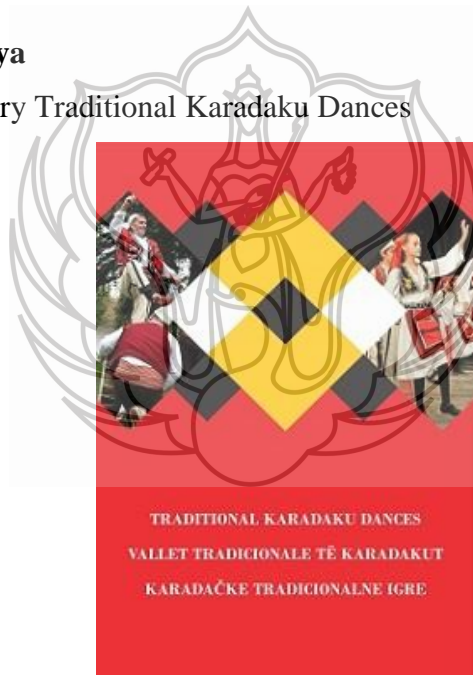 ya
ry Traditional Karadaku Dances
TRADITIONAL KARADAKU DANCES
VALLET TRADICIONALE TË KARADAKUT
KARADAČKE TRADICIONALNE IGRE